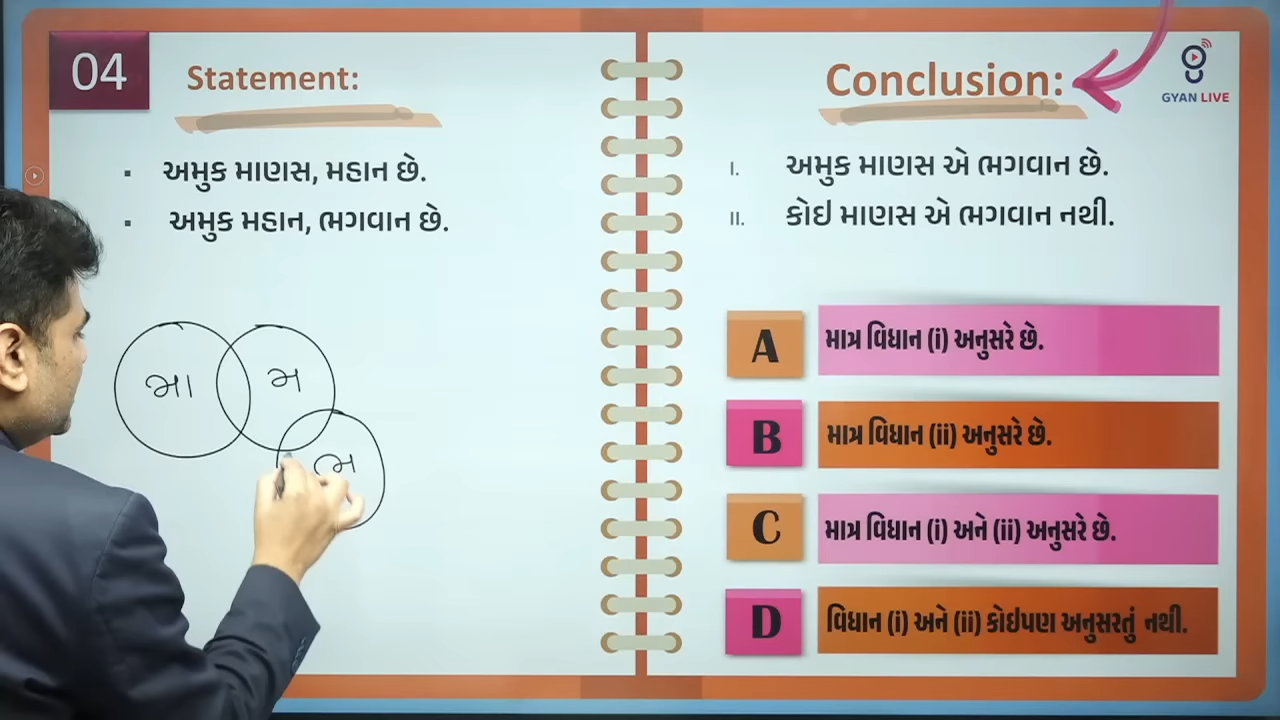 04
Statement:
▪ અમુક માણસ, મહાન છે.
▪ અમુક મહાન, ભગવાન છે.
મા
મ
ભ
Conclusion:
GYAN LIVE
I. અમુક માણસ એ ભગવાન છે.
II. કોઇ માણસ એ ભગવાન નથી.
A માત્ર વિધાન (i) અનુસરે છે.
B માત્ર વિધાન (ii) અનુસરે છે.
C માત્ર વિધાન (i) અને (ii) અનુસરે છે.
D વિધાન (i) અને (ii) કોઇપણ અનુસરતું નથી.